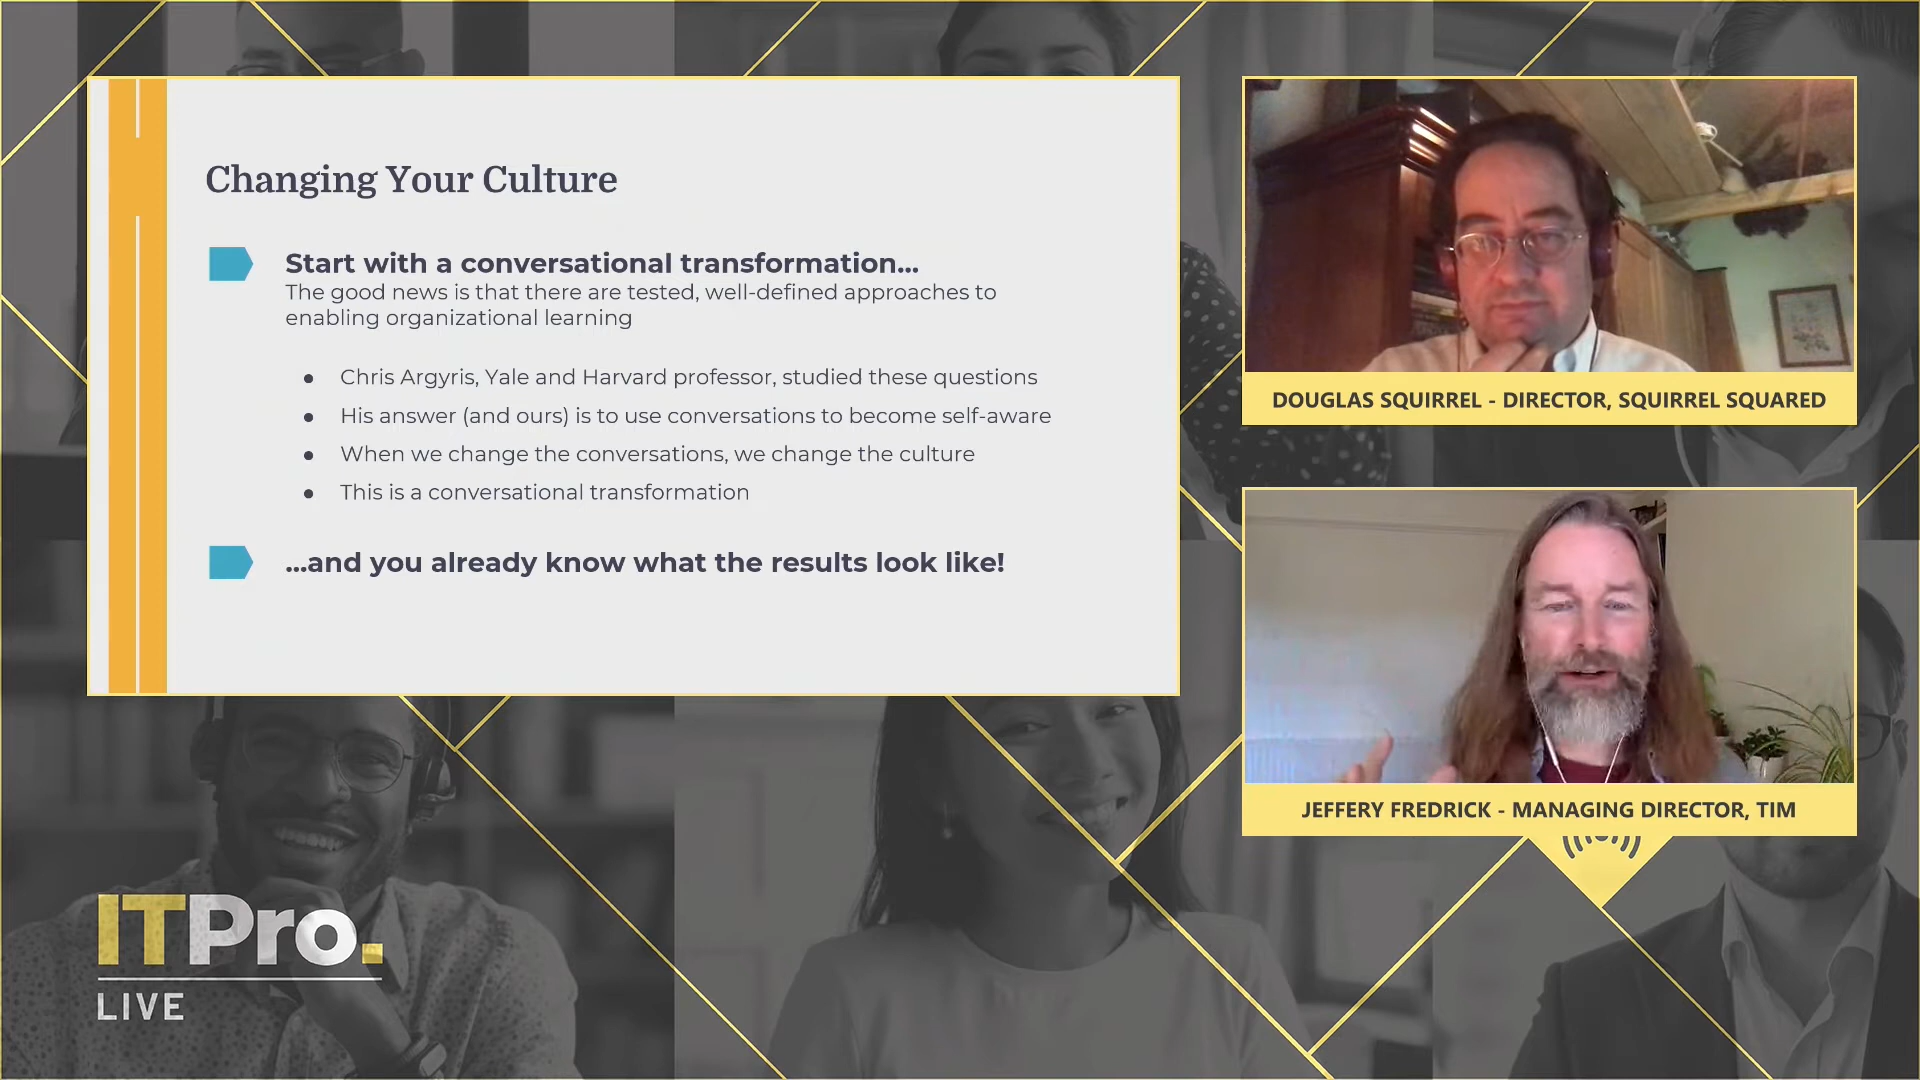 Changing Your Culture
Start with a conversational transformation...
The good news is that there are tested, well-defined approaches to
enabling organizational learning
● Chris Argyris, Yale and Harvard professor, studied these questions
● His answer (and ours) is to use conversations to become self-aware
● When we change the conversations, we change the culture
● This is a conversational transformation
...and you already know what the results look like!
DOUGLAS SQUIRREL - DIRECTOR, SQUIRREL SQUARED
JEFFERY FREDRICK - MANAGING DIRECTOR, TIM
ITPro.
LIVE